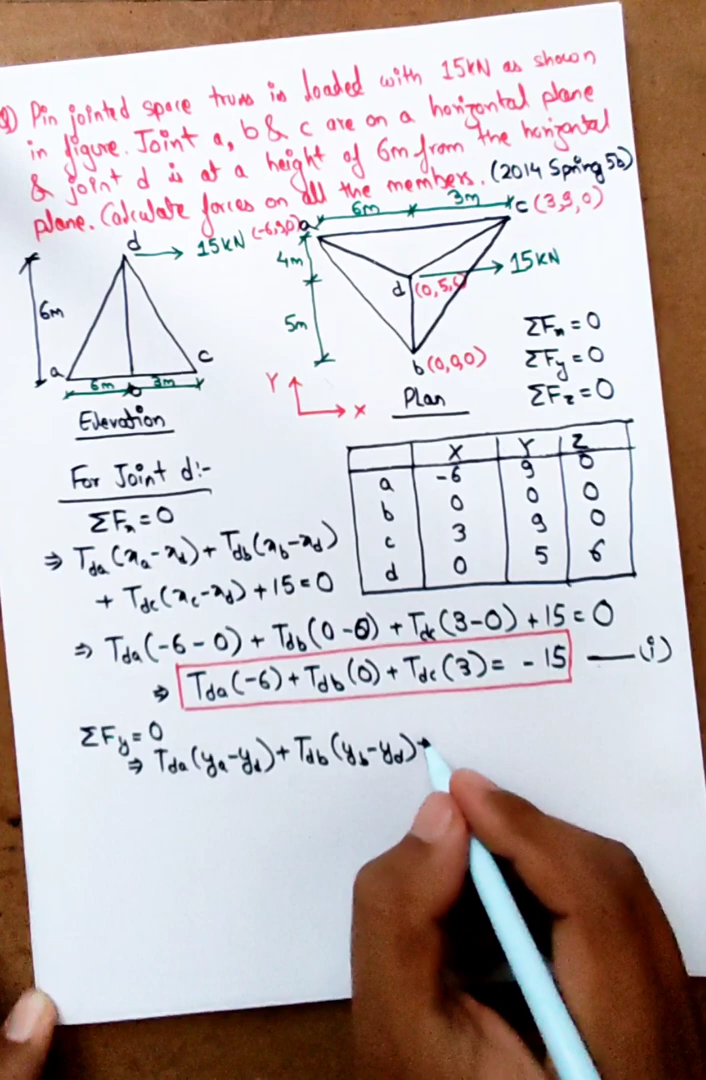 Q) Pin jointed space truss is loaded with 15KN as shown
in figure. Joint a, b & c are on a horizontal plane
& joint d is at a height of 6m from the horizontal
plane. Calculate forces on all the members. (2014 Spring 5b)
d → 15KN
6m
a
b
c
6m 3m
Elevation
(-6,9,0) a 6m 3m c (3,9,0)
4m
d (0,5,6) → 15KN
5m
b (0,0,0)
Y
X
Plan
ΣFx = 0
ΣFy = 0
ΣFz = 0
X Y Z
a -6 9 0
b 0 0 0
c 3 9 0
d 0 5 6
For Joint d:-
ΣFx = 0
⇒ Tda(xa-xd) + Tdb(xb-xd)
+ Tdc(xc-xd) + 15 = 0
⇒ Tda(-6-0) + Tdb(0-0) + Tdc(3-0) + 15 = 0
⇒ Tda(-6) + Tdb(0) + Tdc(3) = -15 —(i)
ΣFy = 0
⇒ Tda(ya-yd) + Tdb(yb-yd) +